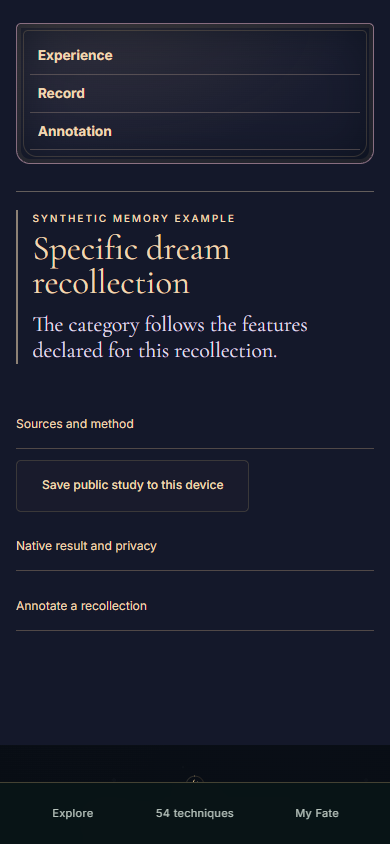 Experience
Record
Annotation
SYNTHETIC MEMORY EXAMPLE
Specific dream
recollection
The category follows the features
declared for this recollection.
Sources and method
Save public study to this device
Native result and privacy
Annotate a recollection
Explore
54 techniques
My Fate